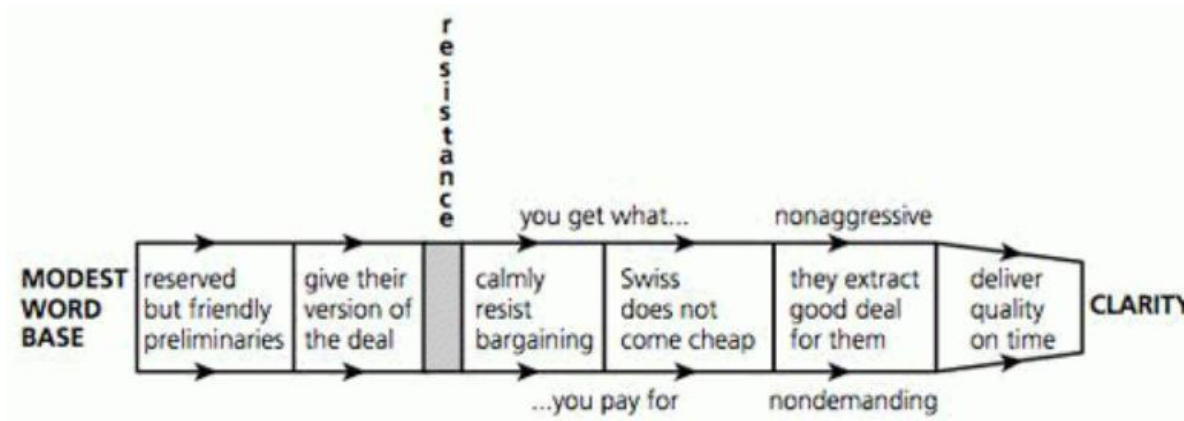 resistance
you get what...
nonaggressive
MODEST
WORD
BASE
reserved
but friendly
preliminaries
give their
version of
the deal
calmly
resist
bargaining
Swiss
does not
come cheap
they extract
good deal
for them
deliver
quality
on time
CLARITY
...you pay for
nondemanding